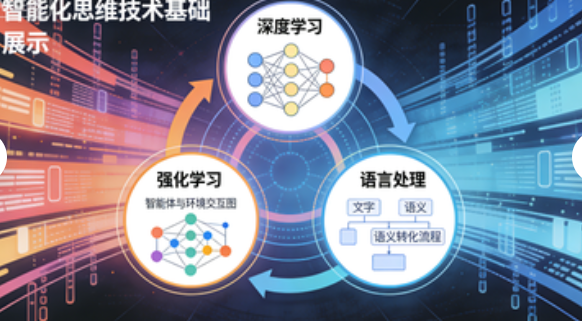 智能化思维技术基础
展示
深度学习
强化学习
智能体与环境交互图
语言处理
文字
语义
语义转化流程